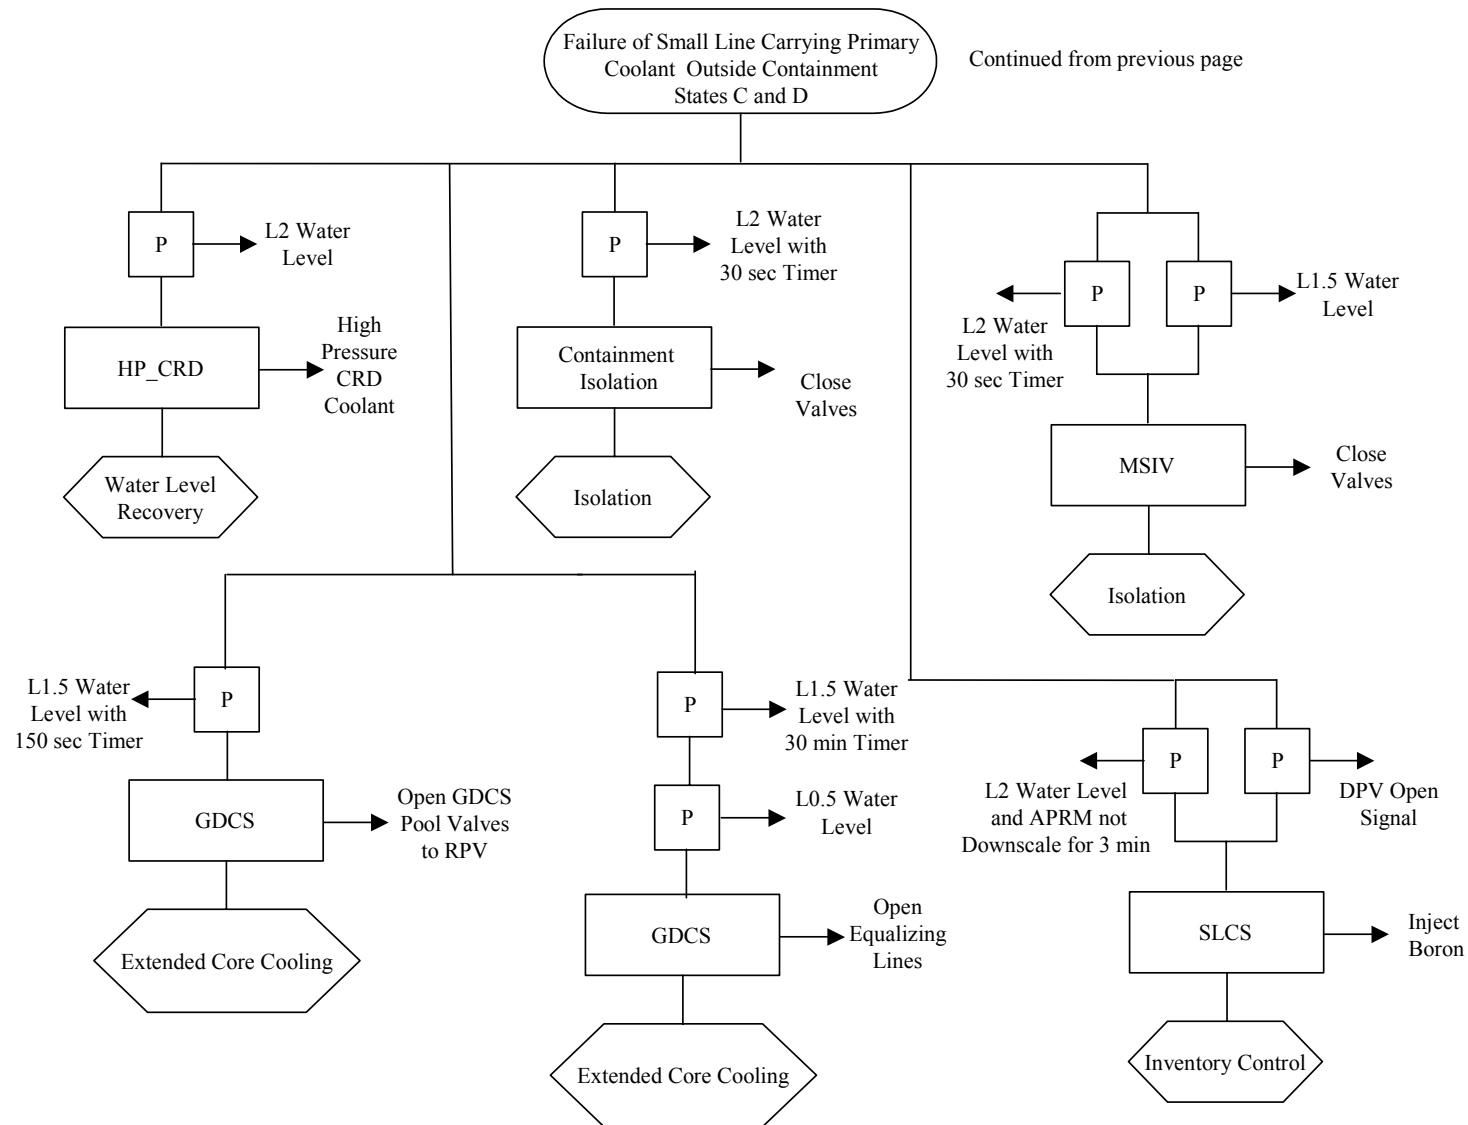 Failure of Small Line Carrying Primary
Coolant Outside Containment
States C and D
Continued from previous page
P
L2 Water
Level
HP_CRD
High
Pressure
CRD
Coolant
Water Level
Recovery
P
L2 Water
Level with
30 sec Timer
Containment
Isolation
Close
Valves
Isolation
P
L2 Water
Level with
30 sec Timer
P
L1.5 Water
Level
MSIV
Close
Valves
Isolation
P
L1.5 Water
Level with
150 sec Timer
GDCS
Open GDCS
Pool Valves
to RPV
Extended Core Cooling
P
L1.5 Water
Level with
30 min Timer
P
L0.5 Water
Level
GDCS
Open
Equalizing
Lines
Extended Core Cooling
P
L2 Water Level
and APRM not
Downscale for 3 min
P
DPV Open
Signal
SLCS
Inject
Boron
Inventory Control